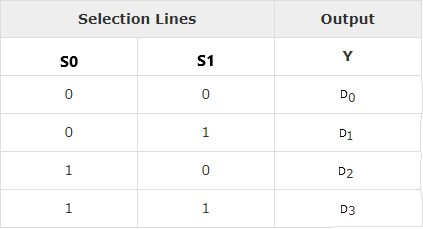 Selection Lines Output
S0 S1 Y
0 0 D0
0 1 D1
1 0 D2
1 1 D3